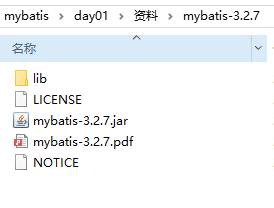 mybatis › day01 › 资料 › mybatis-3.2.7
名称
lib
LICENSE
mybatis-3.2.7.jar
mybatis-3.2.7.pdf
NOTICE